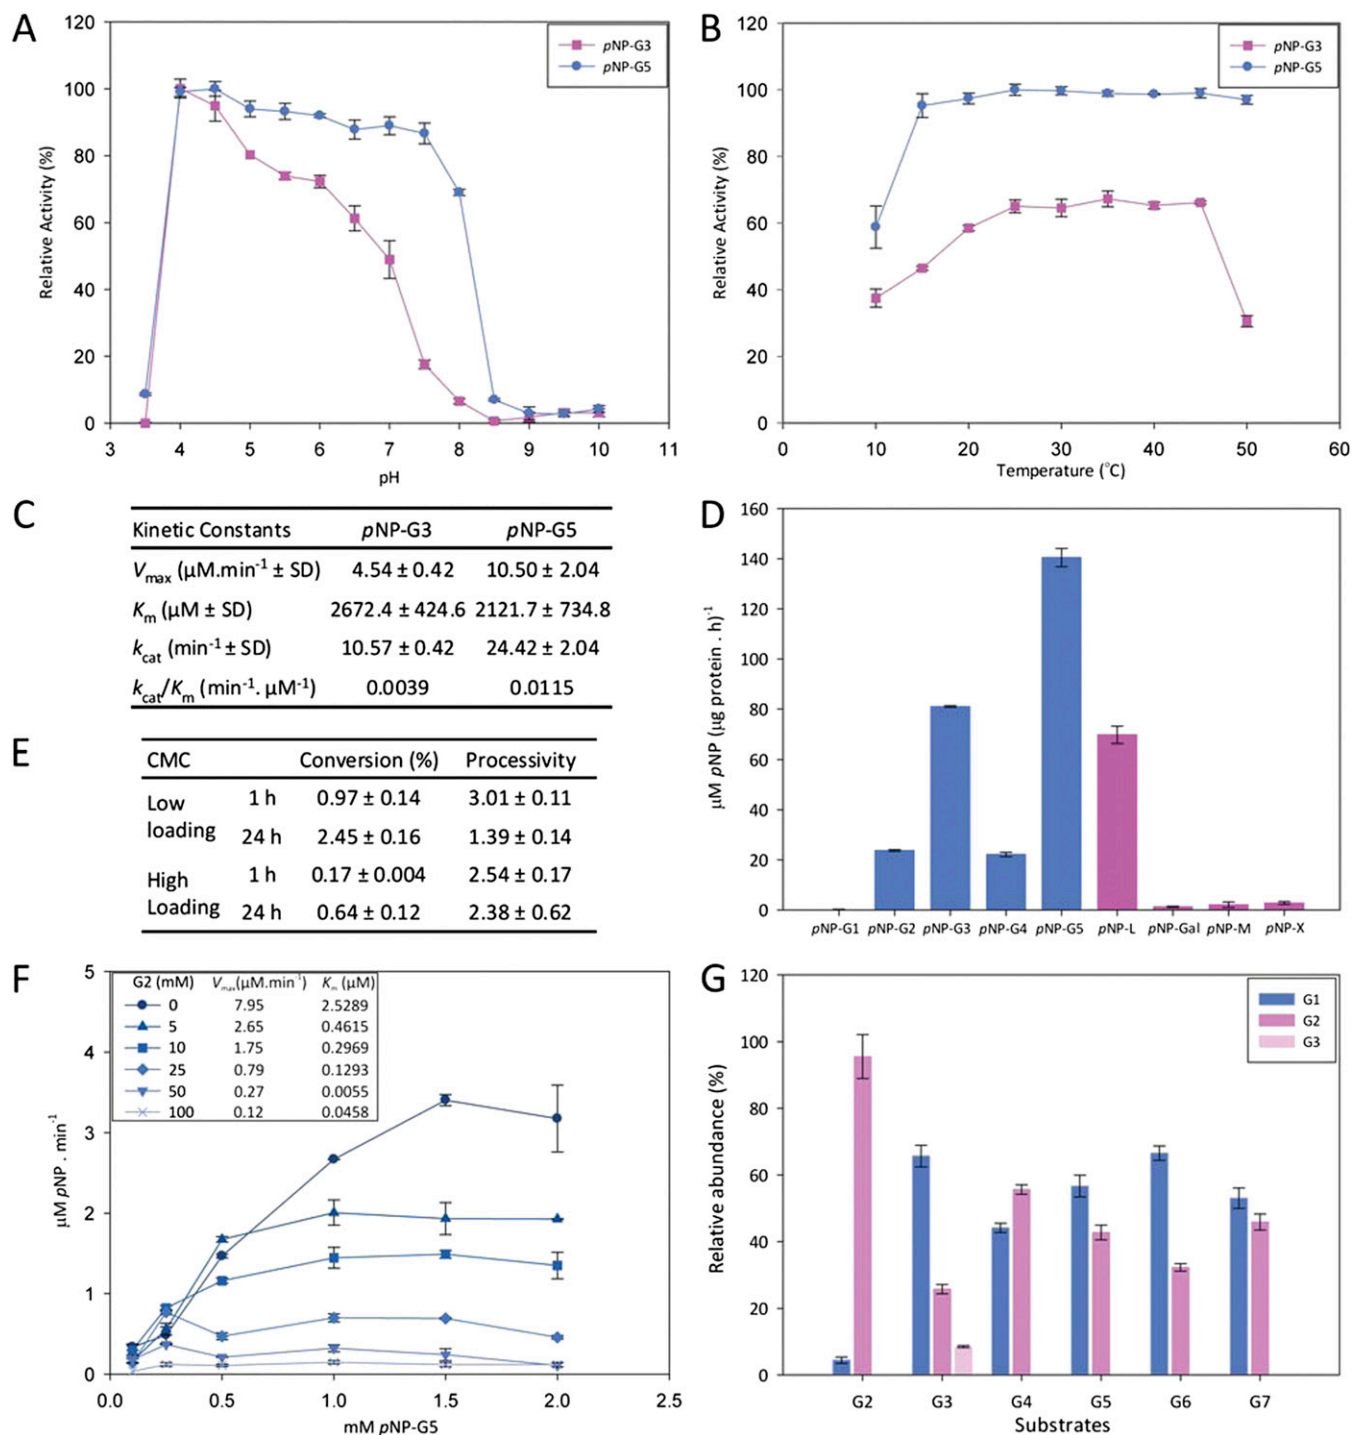 A
120
100
80
60
40
20
0
Relative Activity (%)
3 4 5 6 7 8 9 10 11
pH
pNP-G3
pNP-G5
B
120
100
80
60
40
20
0
Relative Activity (%)
0 10 20 30 40 50 60
Temperature (°C)
pNP-G3
pNP-G5
C
Kinetic Constants pNP-G3 pNP-G5
Vmax (µM.min-1 ± SD) 4.54 ± 0.42 10.50 ± 2.04
Km (µM ± SD) 2672.4 ± 424.6 2121.7 ± 734.8
kcat (min-1 ± SD) 10.57 ± 0.42 24.42 ± 2.04
kcat/Km (min-1. µM-1) 0.0039 0.0115
D
160
140
120
100
80
60
40
20
0
µM pNP (µg protein . h)-1
pNP-G1 pNP-G2 pNP-G3 pNP-G4 pNP-G5 pNP-L pNP-Gal pNP-M pNP-X
E
CMC Conversion (%) Processivity
Low loading
1 h 0.97 ± 0.14 3.01 ± 0.11
24 h 2.45 ± 0.16 1.39 ± 0.14
High Loading
1 h 0.17 ± 0.004 2.54 ± 0.17
24 h 0.64 ± 0.12 2.38 ± 0.62
F
G2 (mM) Vmax(µM.min-1) Km (µM)
0 7.95 2.5289
5 2.65 0.4615
10 1.75 0.2969
25 0.79 0.1293
50 0.27 0.0055
100 0.12 0.0458
5
4
3
2
1
0
µM pNP . min-1
0.0 0.5 1.0 1.5 2.0 2.5
mM pNP-G5
G
120
100
80
60
40
20
0
Relative abundance (%)
G1
G2
G3
G2 G3 G4 G5 G6 G7
Substrates